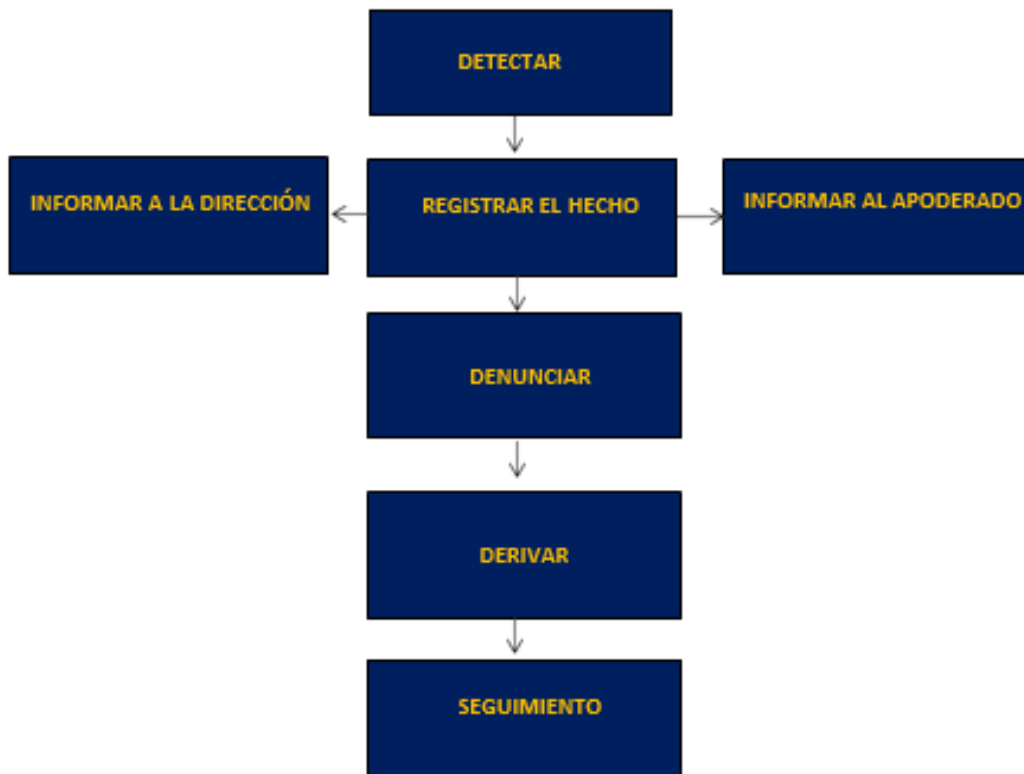 DETECTAR
INFORMAR A LA DIRECCIÓN
REGISTRAR EL HECHO
INFORMAR AL APODERADO
DENUNCIAR
DERIVAR
SEGUIMIENTO